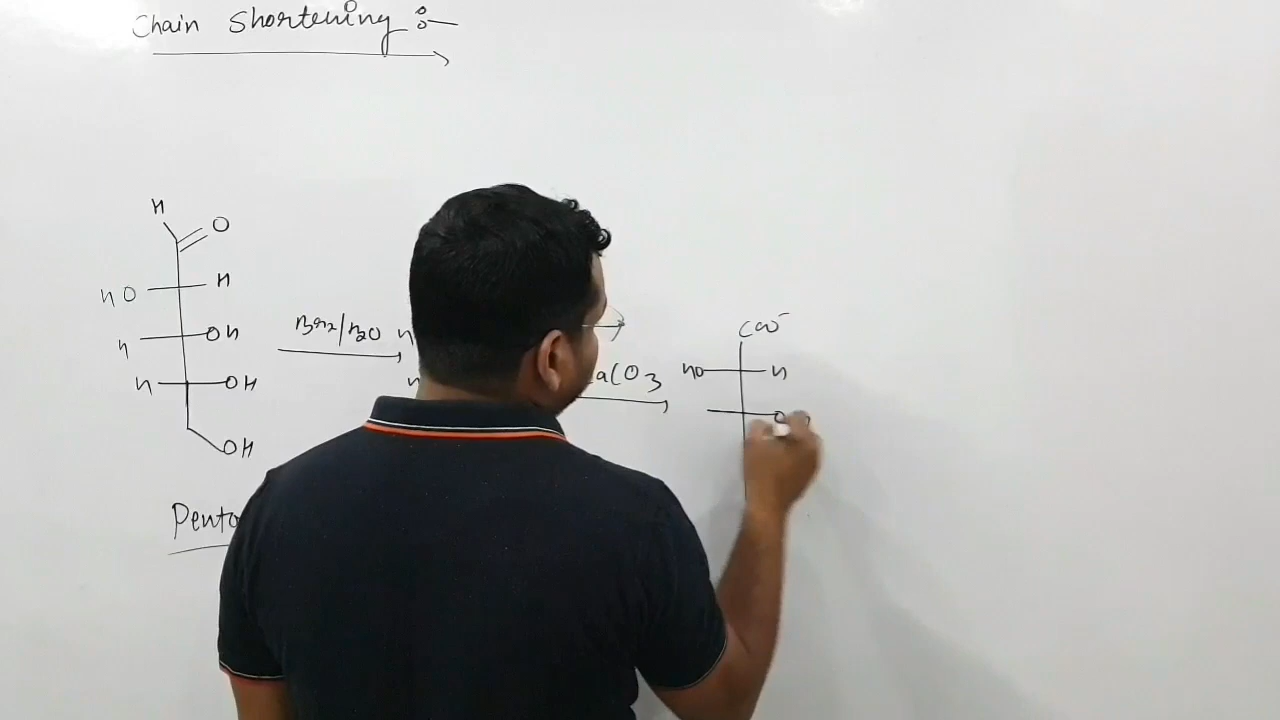 Chain Shortening :-
H
O
HO H
H OH
H OH
OH
Br2/H2O
H
H
aCO3
COO-
HO H
O
Pento